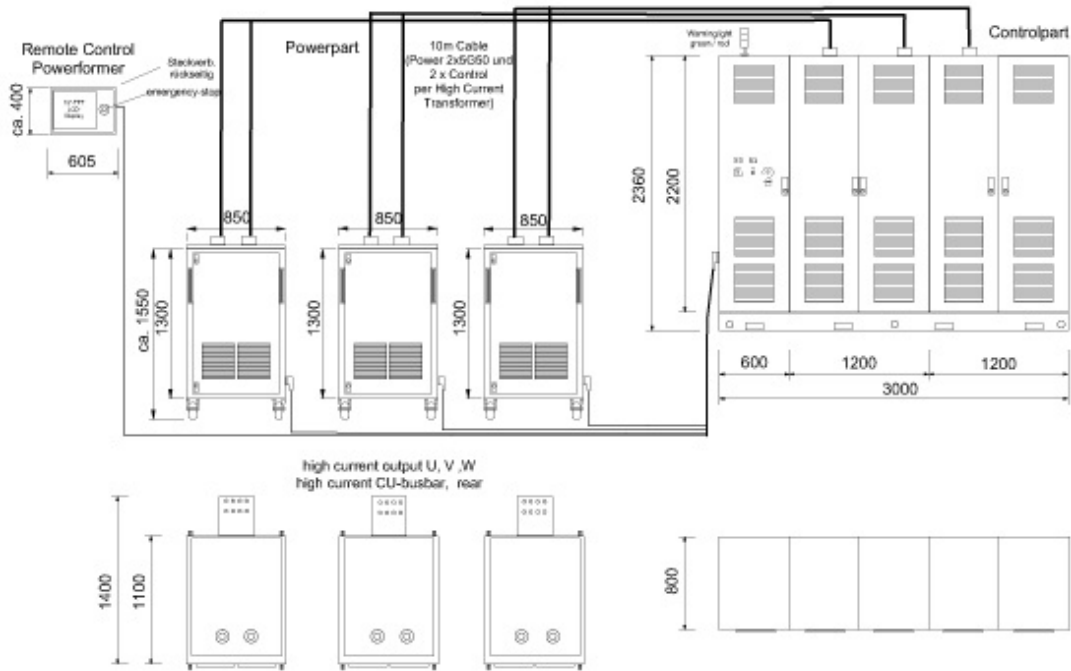 Remote Control
Powerformer
Steckverb.
rückseitig
emergency-stop
LCD-
Display
ca. 400
605
Powerpart
10m Cable
(Power 2x5G50 und
2 x Control
per High Current
Transformer)
Warninglight
green / red
Controlpart
850
850
850
ca. 1550
1300
1300
1300
2360
2200
600
1200
1200
3000
high current output U, V ,W
high current CU-busbar, rear
1400
1100
800